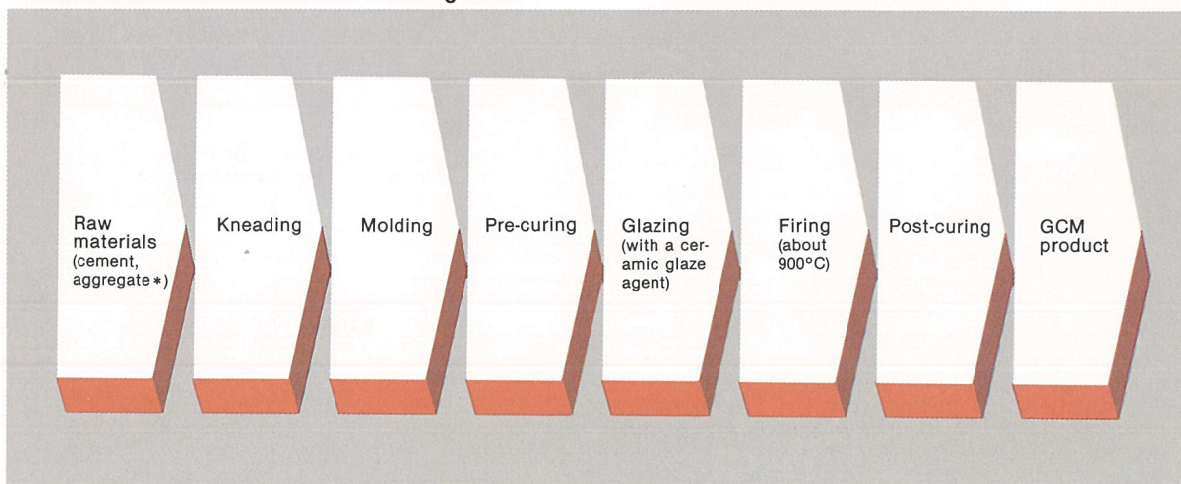 Raw
materials
(cement,
aggregate*)
Kneading
Molding
Pre-curing
Glazing
(with a cer-
amic glaze
agent)
Firing
(about
900°C)
Post-curing
GCM
product